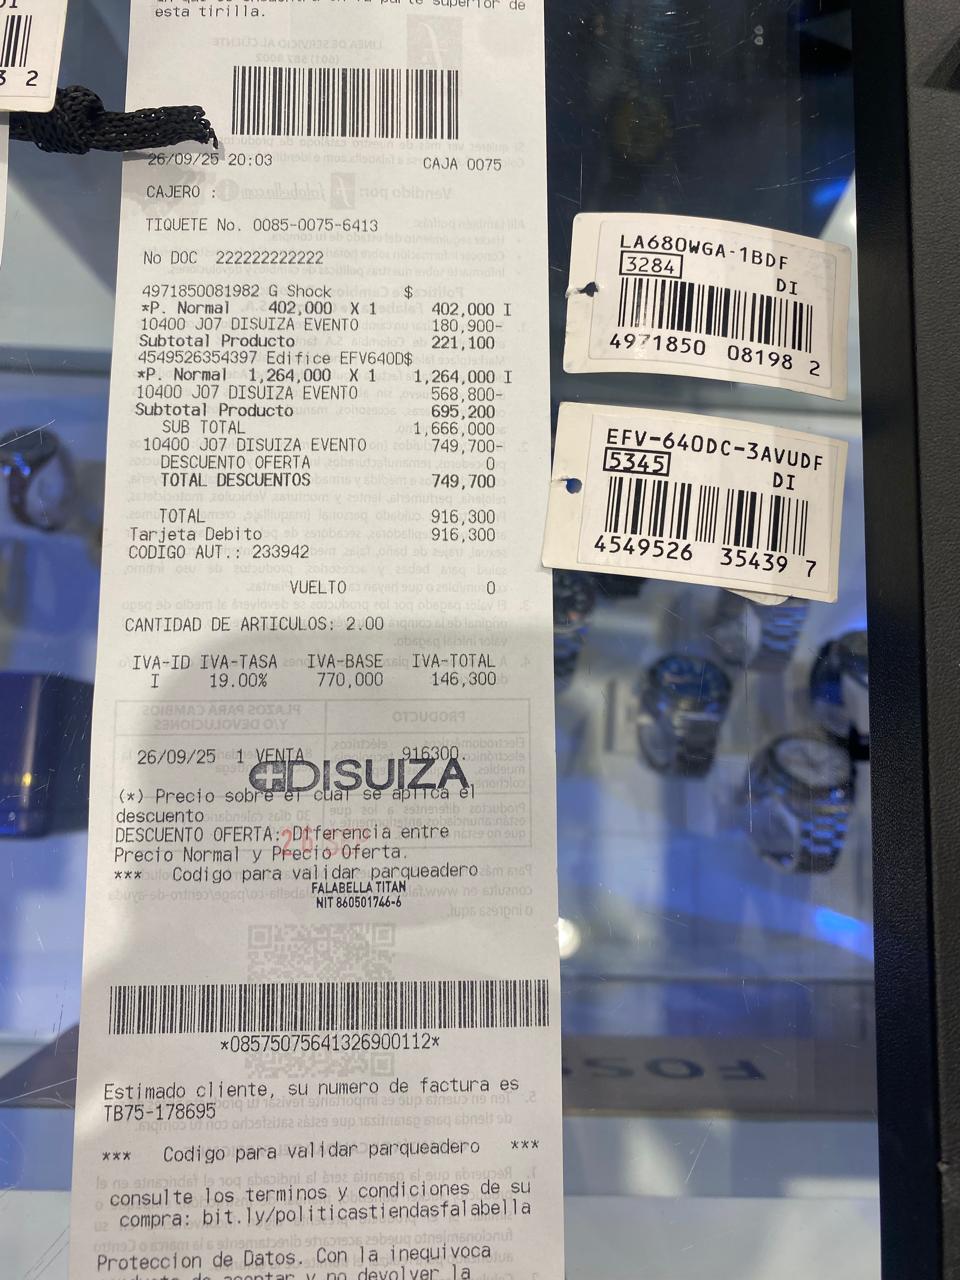 esta tirilla.
3 2
26/09/25 20:03 CAJA 0075
CAJERO :
TIQUETE No. 0085-0075-6413
No DOC 222222222222
4971850081982 G Shock $
*P. Normal 402,000 X 1 402,000 I
10400 J07 DISUIZA EVENTO 180,900-
Subtotal Producto 221,100
4549526354397 Edifice EFV640D$
*P. Normal 1,264,000 X 1 1,264,000 I
10400 J07 DISUIZA EVENTO 568,800-
Subtotal Producto 695,200
SUB TOTAL 1,666,000
10400 J07 DISUIZA EVENTO 749,700-
DESCUENTO OFERTA 0
TOTAL DESCUENTOS 749,700
TOTAL 916,300
Tarjeta Debito 916,300
CODIGO AUT.: 233942
VUELTO 0
CANTIDAD DE ARTICULOS: 2.00
IVA-ID IVA-TASA IVA-BASE IVA-TOTAL
I 19.00% 770,000 146,300
26/09/25 1 VENTA 916300.
DISUIZA
(*) Precio sobre el cual se aplica el
descuento
DESCUENTO OFERTA: Diferencia entre
Precio Normal y Precio Oferta.
*** Codigo para validar parqueadero
FALABELLA TITAN
NIT 860501746-6
*08575075641326900112*
Estimado cliente, su numero de factura es
TB75-178695
*** Codigo para validar parqueadero ***
consulte los terminos y condiciones de su
compra: bit.ly/politicastiendasfalabella
Proteccion de Datos. Con la inequivoca
LA680WGA-1BDF
3284
DI
4971850 08198 2
EFV-640DC-3AVUDF
5345
DI
4549526 35439 7